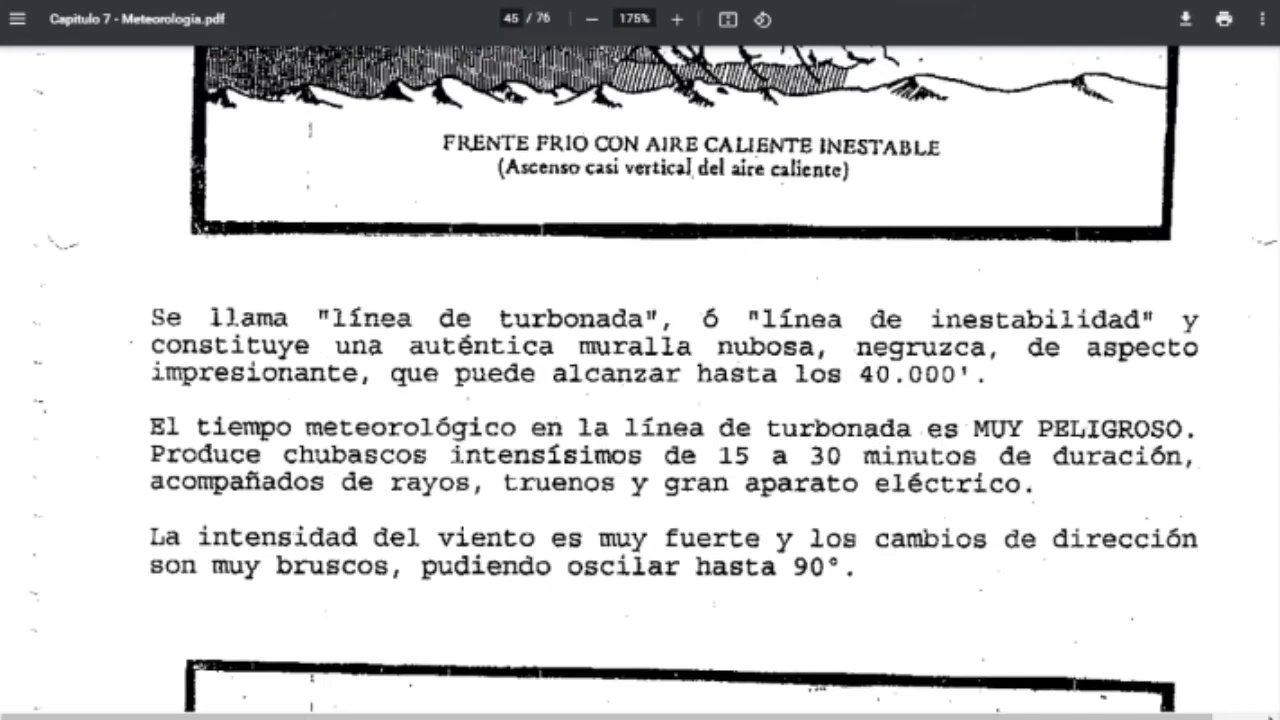 Capitulo 7 - Meteorologia.pdf
45 / 76
175%
FRENTE FRIO CON AIRE CALIENTE INESTABLE
(Ascenso casi vertical del aire caliente)
Se llama "línea de turbonada", ó "línea de inestabilidad" y
constituye una auténtica muralla nubosa, negruzca, de aspecto
impresionante, que puede alcanzar hasta los 40.000'.
El tiempo meteorológico en la línea de turbonada es MUY PELIGROSO.
Produce chubascos intensísimos de 15 a 30 minutos de duración,
acompañados de rayos, truenos y gran aparato eléctrico.
La intensidad del viento es muy fuerte y los cambios de dirección
son muy bruscos, pudiendo oscilar hasta 90°.